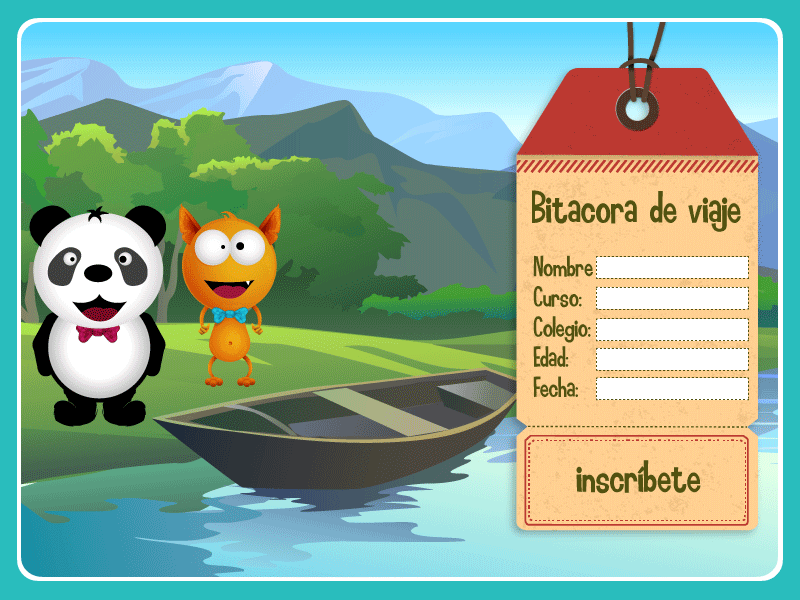 Bitacora de viaje
Nombre
Curso:
Colegio:
Edad:
Fecha:
inscríbete